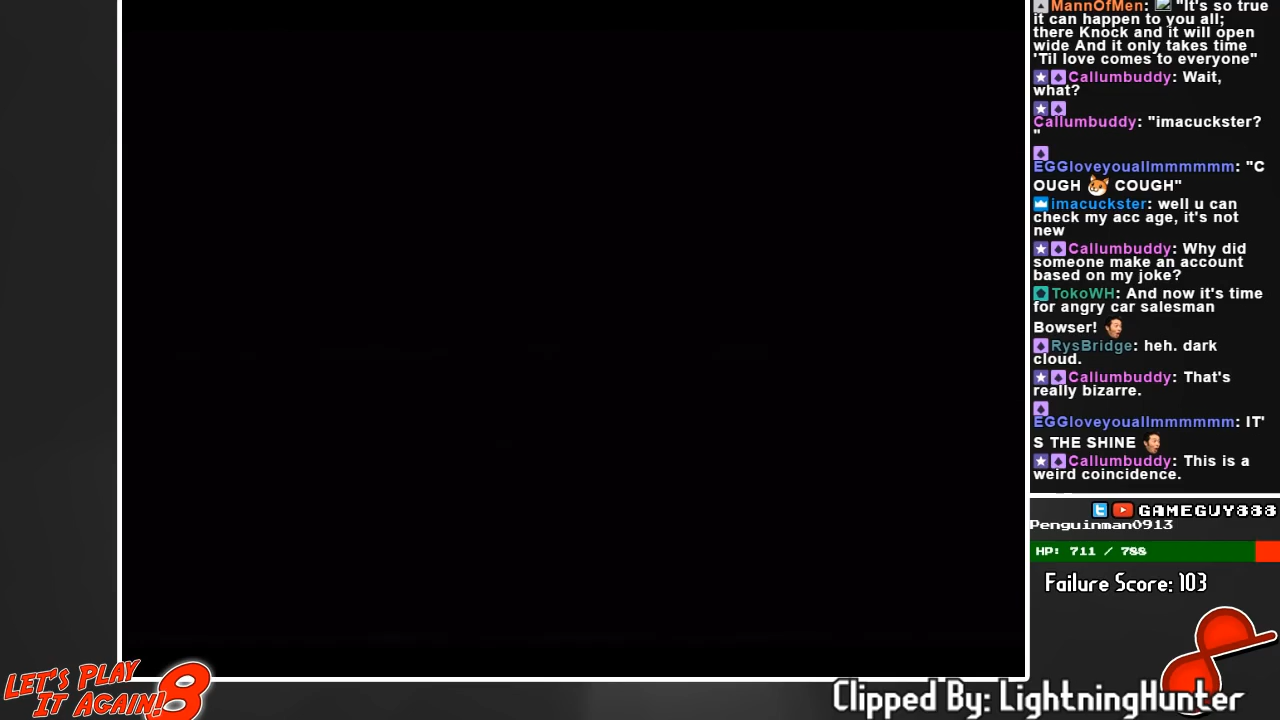 MannOfMen: "It's so true
it can happen to you all;
there Knock and it will open
wide And it only takes time
'Til love comes to everyone"
Callumbuddy: Wait,
what?
Callumbuddy: "imacuckster?
"
EGGloveyouallmmmmmm: "C
OUGH COUGH"
imacuckster: well u can
check my acc age, it's not
new
Callumbuddy: Why did
someone make an account
based on my joke?
TokoWH: And now it's time
for angry car salesman
Bowser!
RysBridge: heh. dark
cloud.
Callumbuddy: That's
really bizarre.
EGGloveyouallmmmmmm: IT'
S THE SHINE
Callumbuddy: This is a
weird coincidence.
GAMEGUY888
Penguinman0913
HP: 711 / 788
Failure Score: 103
LET'S PLAY
IT AGAIN! 8
Clipped By: LightningHunter